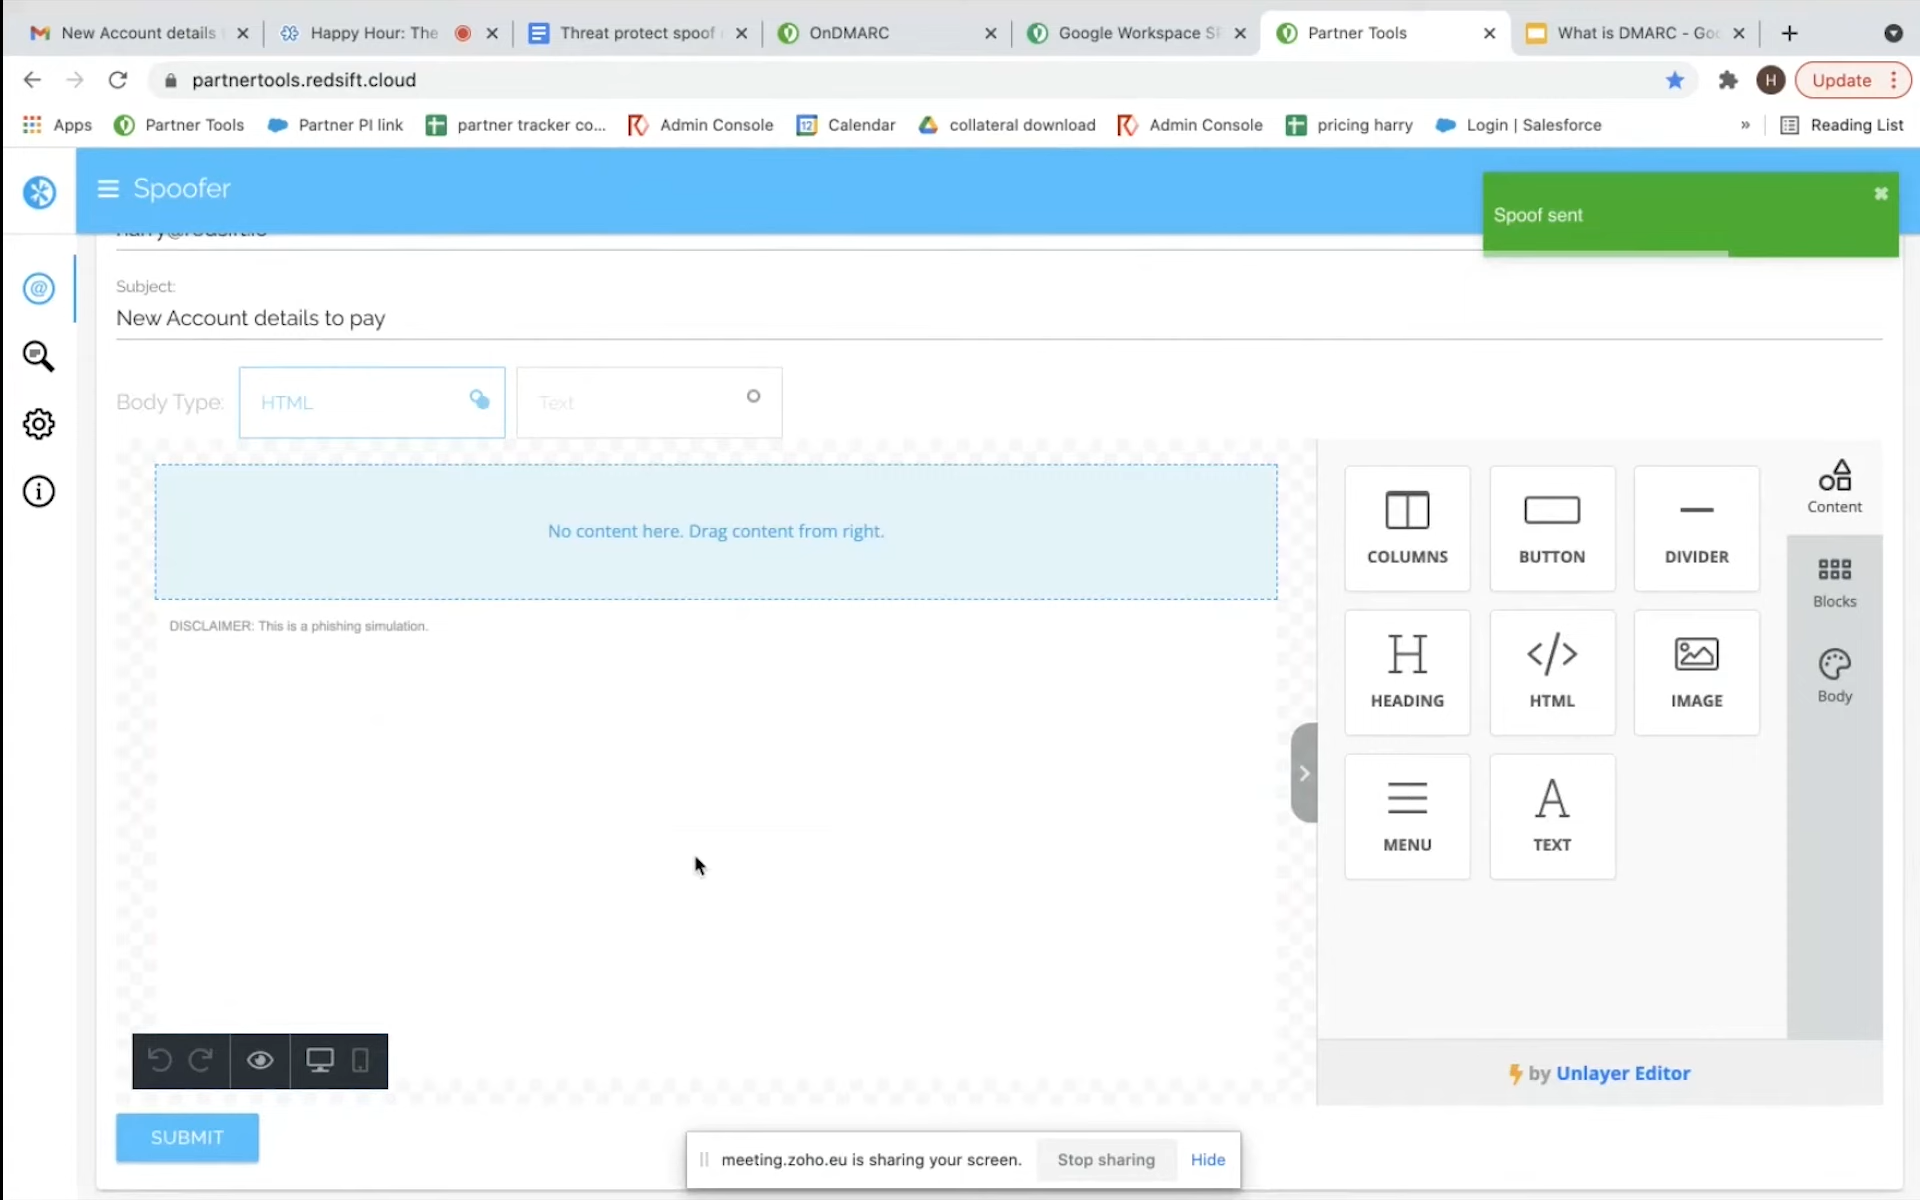 New Account details
Happy Hour: The
Threat protect spoof
OnDMARC
Google Workspace
Partner Tools
What is DMARC - Goo
partnertools.redsift.cloud
H
Update
Apps
Partner Tools
Partner PI link
partner tracker co...
Admin Console
12
Calendar
collateral download
Admin Console
pricing harry
Login | Salesforce
»
Reading List
Spoofer
Spoof sent
Subject:
New Account details to pay
Body Type:
HTML
Text
No content here. Drag content from right.
DISCLAIMER: This is a phishing simulation.
COLUMNS
BUTTON
DIVIDER
HEADING
HTML
IMAGE
MENU
TEXT
Content
Blocks
Body
by Unlayer Editor
SUBMIT
meeting.zoho.eu is sharing your screen.
Stop sharing
Hide